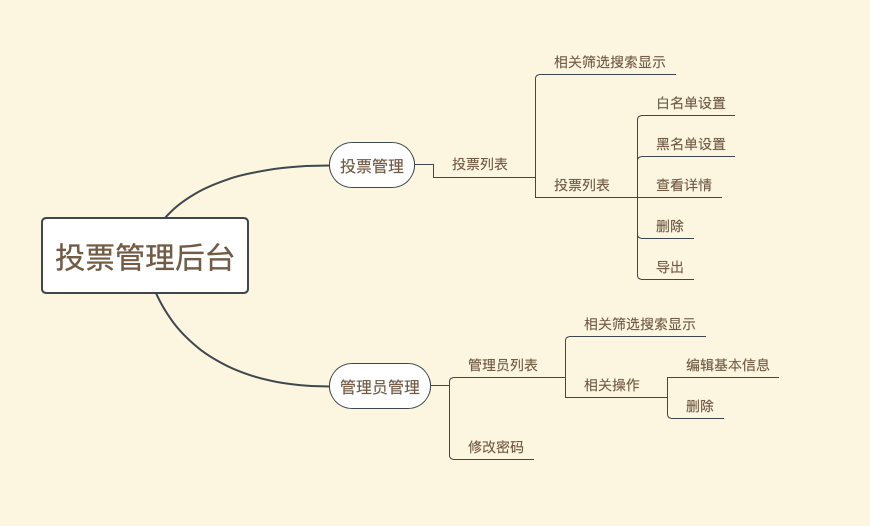 投票管理后台
投票管理
投票列表
相关筛选搜索显示
投票列表
白名单设置
黑名单设置
查看详情
删除
导出
管理员管理
管理员列表
相关筛选搜索显示
相关操作
编辑基本信息
删除
修改密码